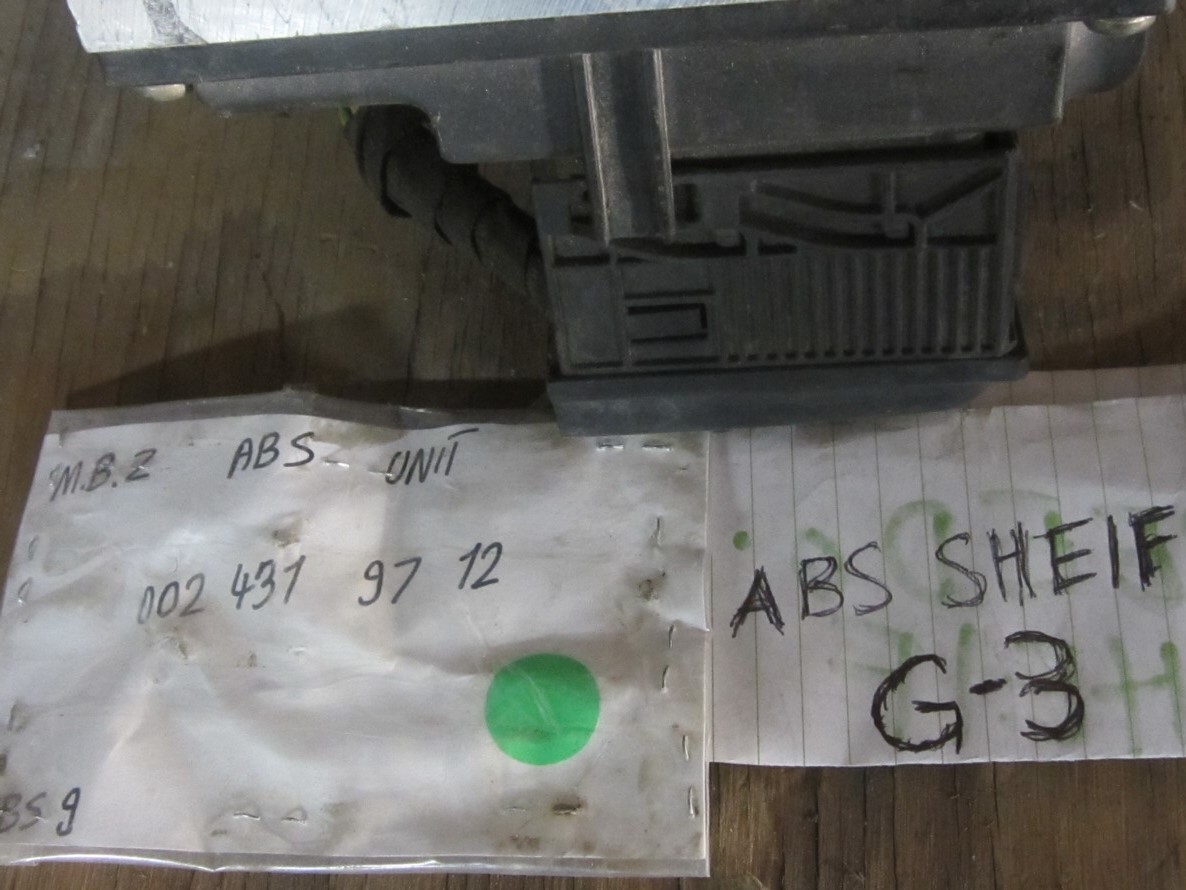 M.B.Z ABS UNIT
002 431 97 12
BS 9
ABS SHEIF
G-3